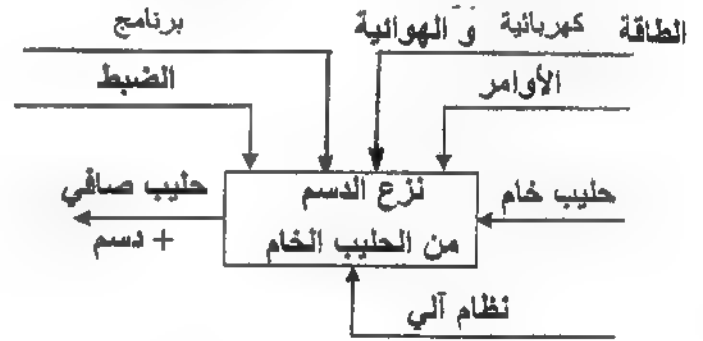 الطاقة كهربائية و الهوائية
برنامج
الأوامر
الضبط
حليب خام
نزع الدسم
من الحليب الخام
حليب صافي
+ دسم
نظام آلي